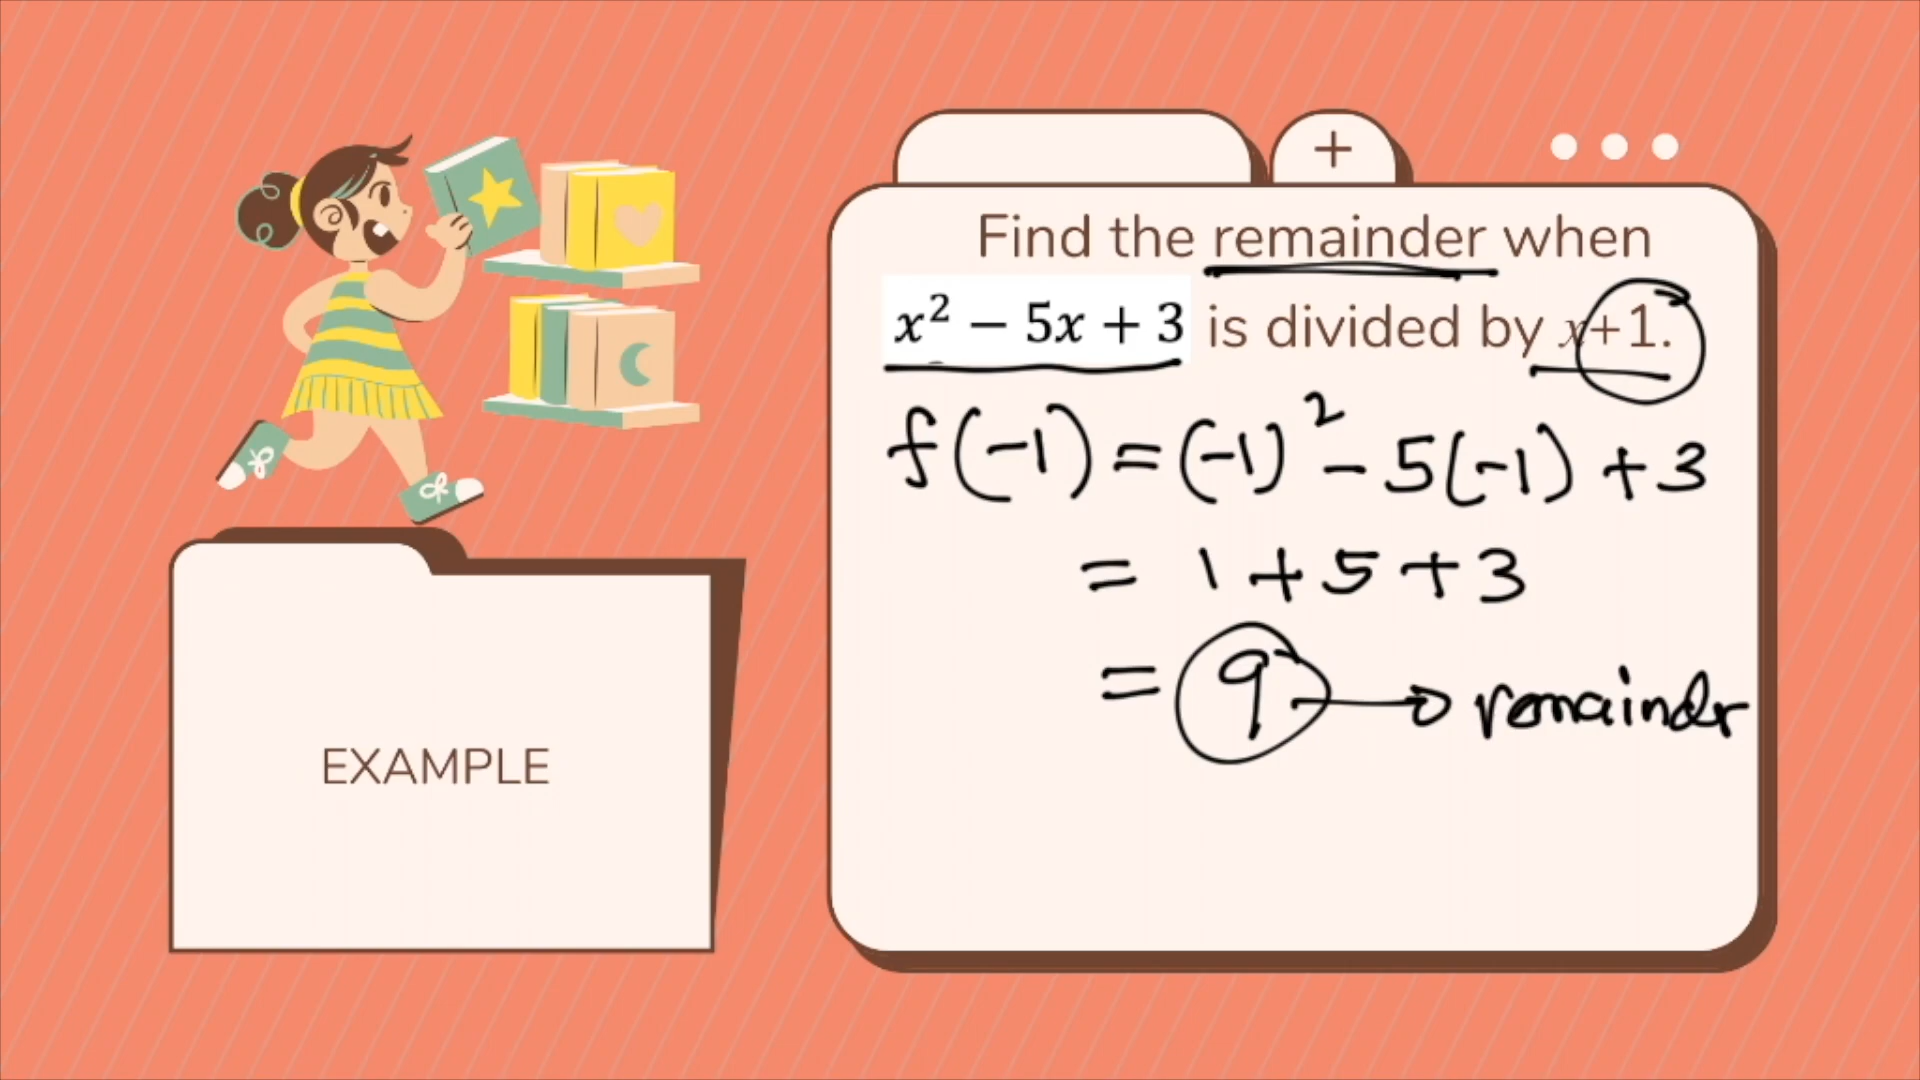 +
Find the remainder when
x² − 5x + 3 is divided by x+1.
f(-1) = (-1)² - 5(-1) + 3
= 1 + 5 + 3
= 9 → remainder
EXAMPLE